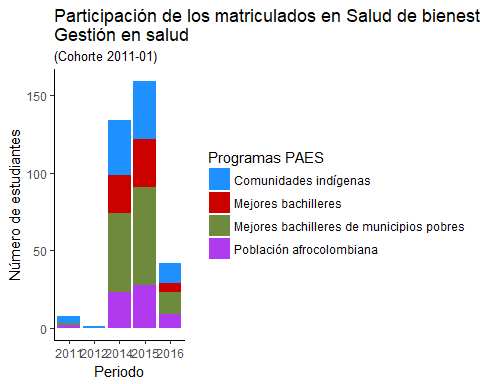 Participación de los matriculados en Salud de bienest
Gestión en salud
(Cohorte 2011-01)
Número de estudiantes
150
100
50
0
2011 2012 2014 2015 2016
Periodo
Programas PAES
Comunidades indígenas
Mejores bachilleres
Mejores bachilleres de municipios pobres
Población afrocolombiana